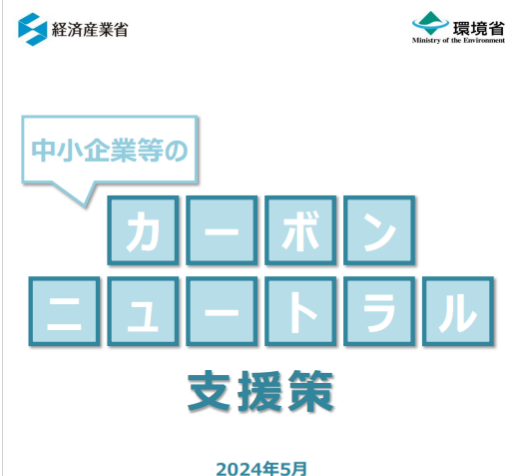 経済産業省
環境省
Ministry of the Environment
中小企業等の
カーボン
ニュートラル
支援策
2024年5月